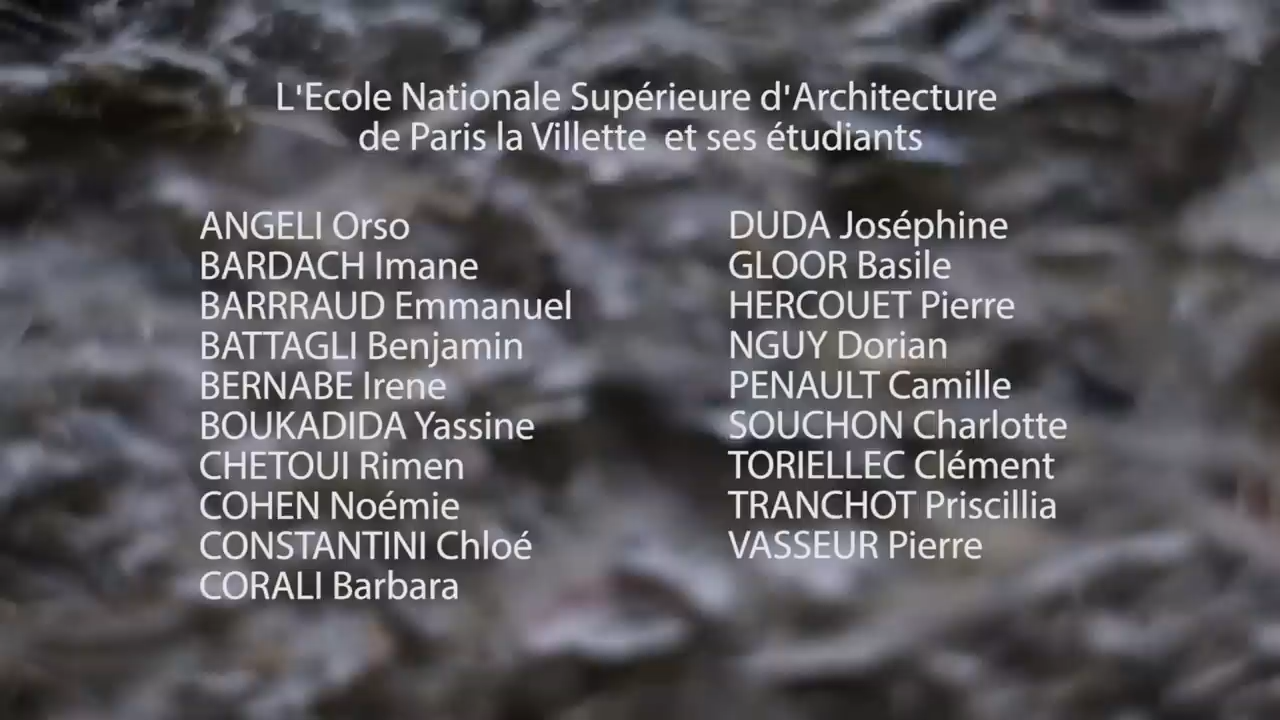 L'Ecole Nationale Supérieure d'Architecture
de Paris la Villette  et ses étudiants
ANGELI Orso
BARDACH Imane
BARRRAUD Emmanuel
BATTAGLI Benjamin
BERNABE Irene
BOUKADIDA Yassine
CHETOUI Rimen
COHEN Noémie
CONSTANTINI Chloé
CORALI Barbara
DUDA Joséphine
GLOOR Basile
HERCOUET Pierre
NGUY Dorian
PENAULT Camille
SOUCHON Charlotte
TORIELLEC Clément
TRANCHOT Priscillia
VASSEUR Pierre